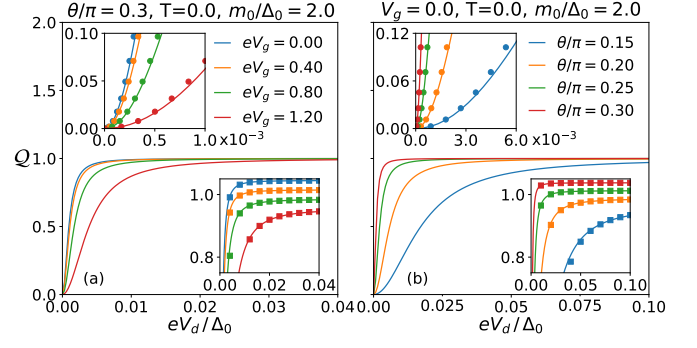 θ/π = 0.3, T=0.0, m₀/Δ₀ = 2.0
2.0
1.5
1.0
0.5
0.0
𝒬
0.10
0.05
0.00
0.0
0.5
1.0 x10⁻³
eV_g = 0.00
eV_g = 0.40
eV_g = 0.80
eV_g = 1.20
1.0
0.8
0.00
0.02
0.04
(a)
0.00
0.01
0.02
0.03
0.04
eV_d / Δ₀
V_g = 0.0, T=0.0, m₀/Δ₀ = 2.0
0.12
0.06
0.00
0.0
3.0
6.0 x10⁻³
θ/π = 0.15
θ/π = 0.20
θ/π = 0.25
θ/π = 0.30
1.0
0.8
0.00
0.05
0.10
(b)
0.00
0.025
0.05
0.075
0.10
eV_d / Δ₀